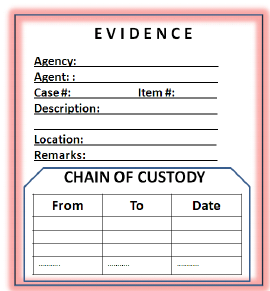 EVIDENCE
Agency:
Agent: :
Case #: Item #:
Description:
Location:
Remarks:
CHAIN OF CUSTODY
From To Date
.......... .......... ..........